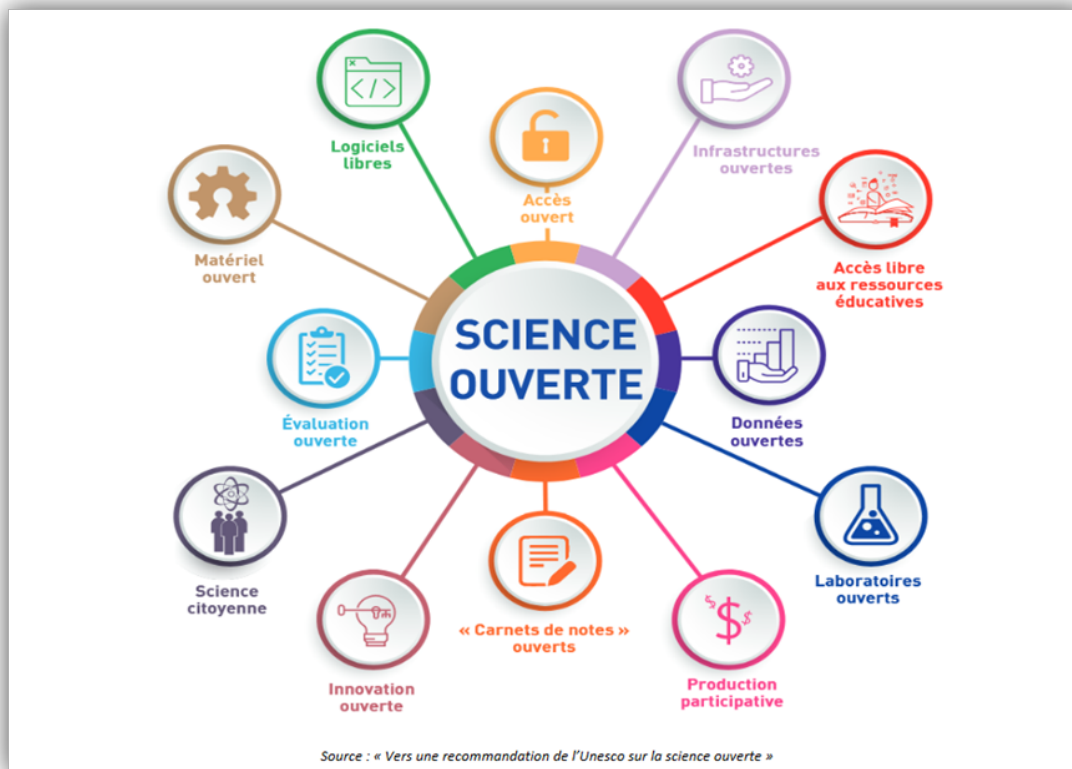 Logiciels
libres
Accès
ouvert
Infrastructures
ouvertes
Matériel
ouvert
Accès libre
aux ressources
éducatives
SCIENCE
OUVERTE
Évaluation
ouverte
Données
ouvertes
Science
citoyenne
Laboratoires
ouverts
« Carnets de notes »
ouverts
Innovation
ouverte
Production
participative
Source : « Vers une recommandation de l'Unesco sur la science ouverte »